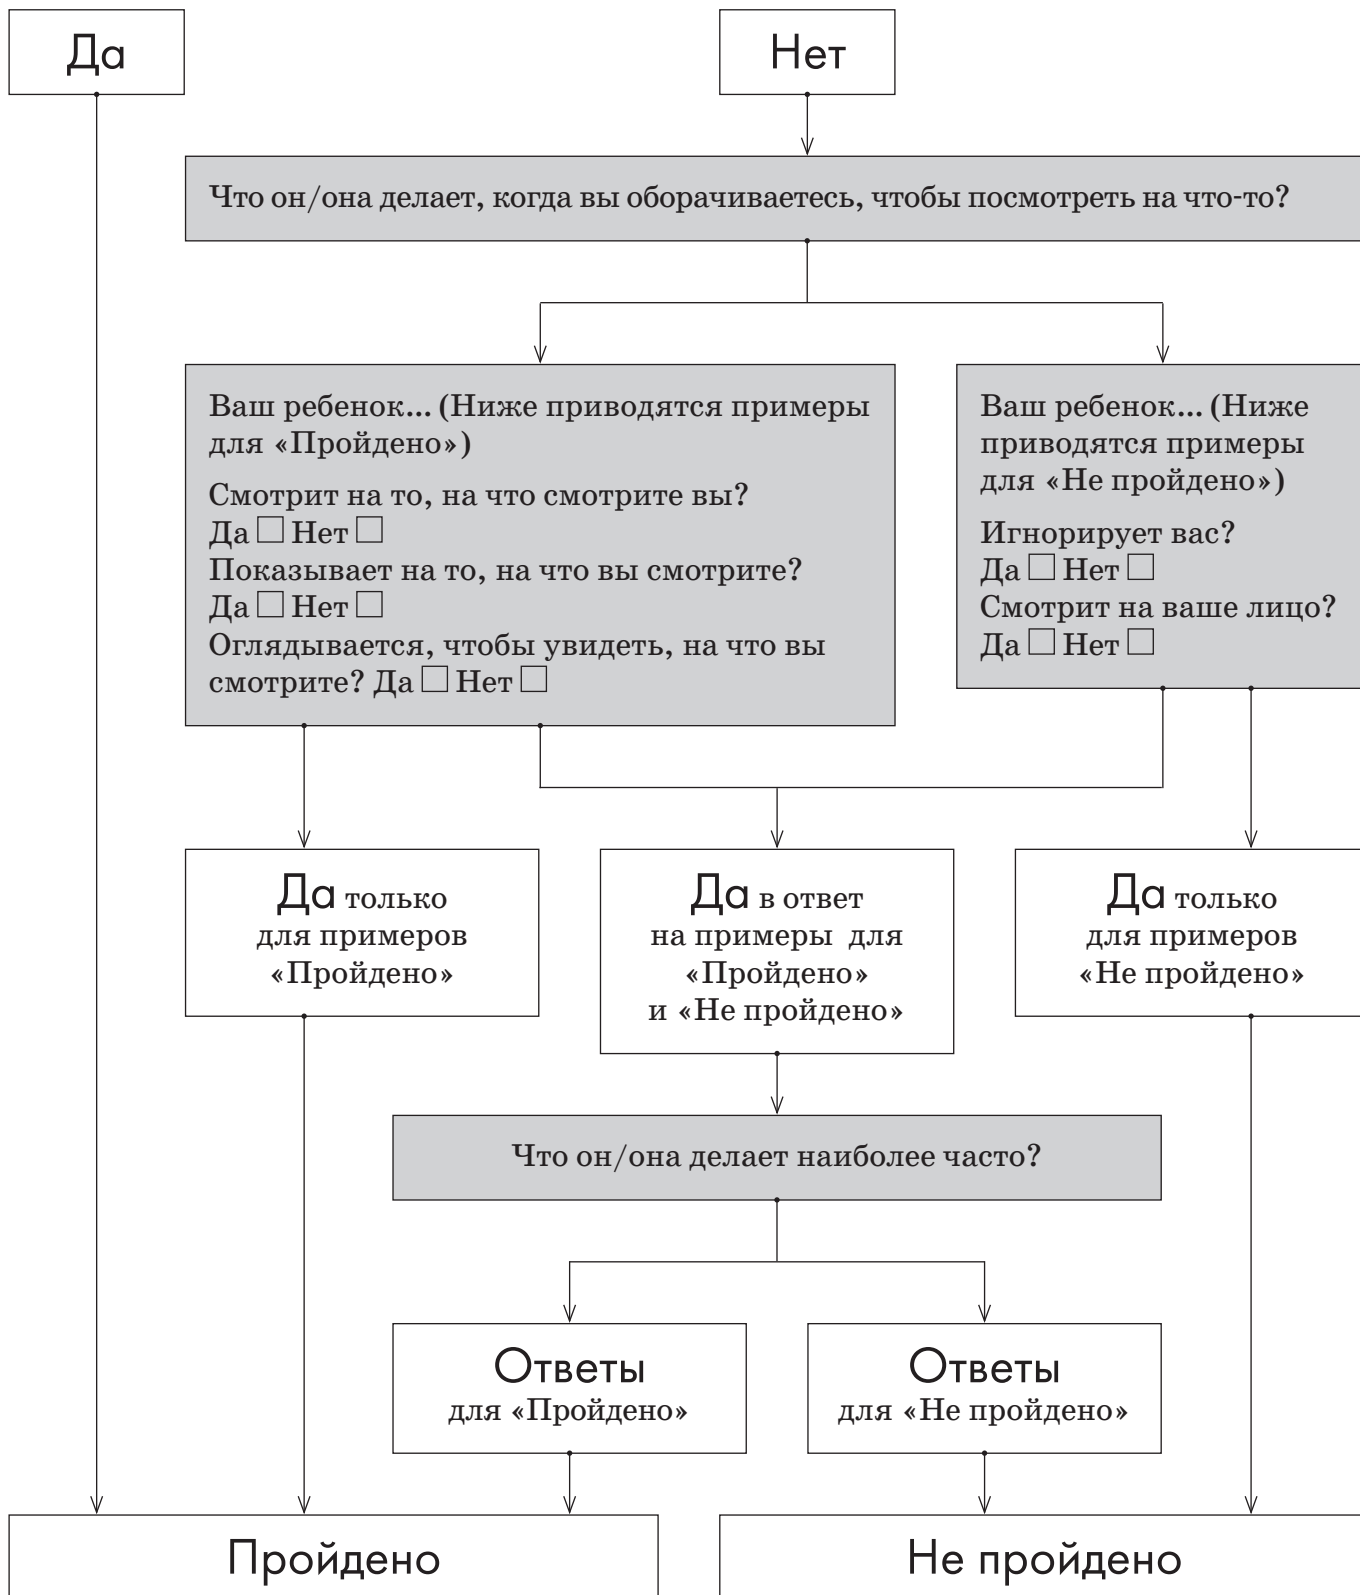 Да
Нет
Что он/она делает, когда вы оборачиваетесь, чтобы посмотреть на что-то?
Ваш ребенок... (Ниже приводятся примеры
для «Пройдено»)
Смотрит на то, на что смотрите вы?
Да □ Нет □
Показывает на то, на что вы смотрите?
Да □ Нет □
Оглядывается, чтобы увидеть, на что вы
смотрите? Да □ Нет □
Ваш ребенок... (Ниже
приводятся примеры
для «Не пройдено»)
Игнорирует вас?
Да □ Нет □
Смотрит на ваше лицо?
Да □ Нет □
Да только
для примеров
«Пройдено»
Да в ответ
на примеры для
«Пройдено»
и «Не пройдено»
Да только
для примеров
«Не пройдено»
Что он/она делает наиболее часто?
Ответы
для «Пройдено»
Ответы
для «Не пройдено»
Пройдено
Не пройдено